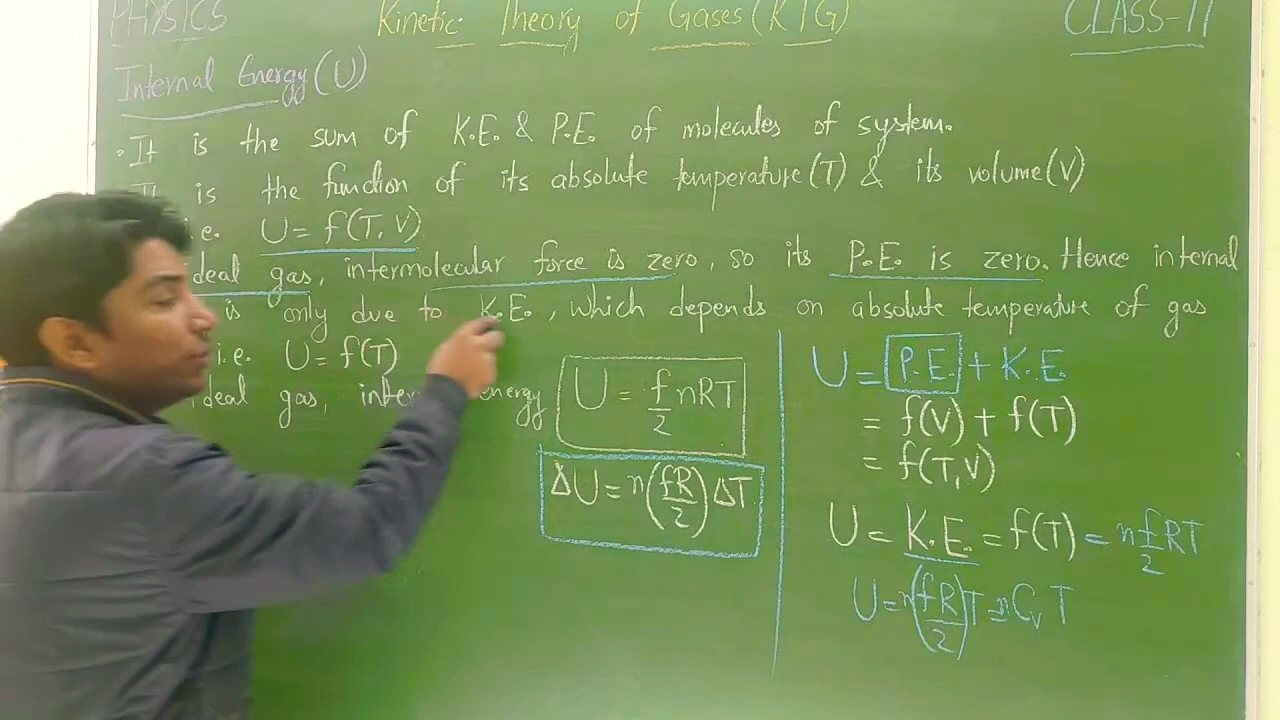 PHYSICS
Kinetic Theory of Gases (KTG)
CLASS-11
Internal Energy (U)
• It is the sum of K.E. & P.E. of molecules of system.
It is the function of its absolute temperature (T) & its volume (V)
i.e. U = f(T, V)
ideal gas, intermolecular force is zero, so its P.E. is zero. Hence internal
is only due to K.E., which depends on absolute temperature of gas
i.e. U = f(T)
ideal gas, energy
U = f/2 nRT
ΔU = n(fR/2)ΔT
U = P.E. + K.E.
= f(V) + f(T)
= f(T,V)
U = K.E. = f(T) = n f/2 RT
U = n(fR/2)T = nCᵥT